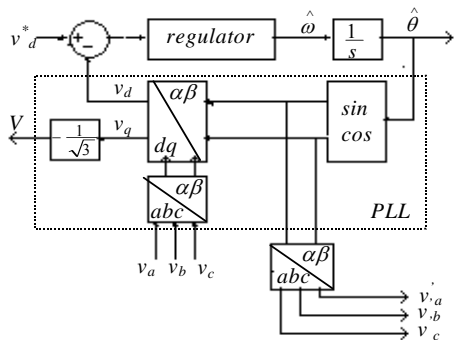 v*d + − regulator ω̂ 1/s θ̂
vd αβ sin
V 1/√3 vq dq cos
αβ
abc PLL
va vb vc
αβ
abc
v'a
v'b
v'c